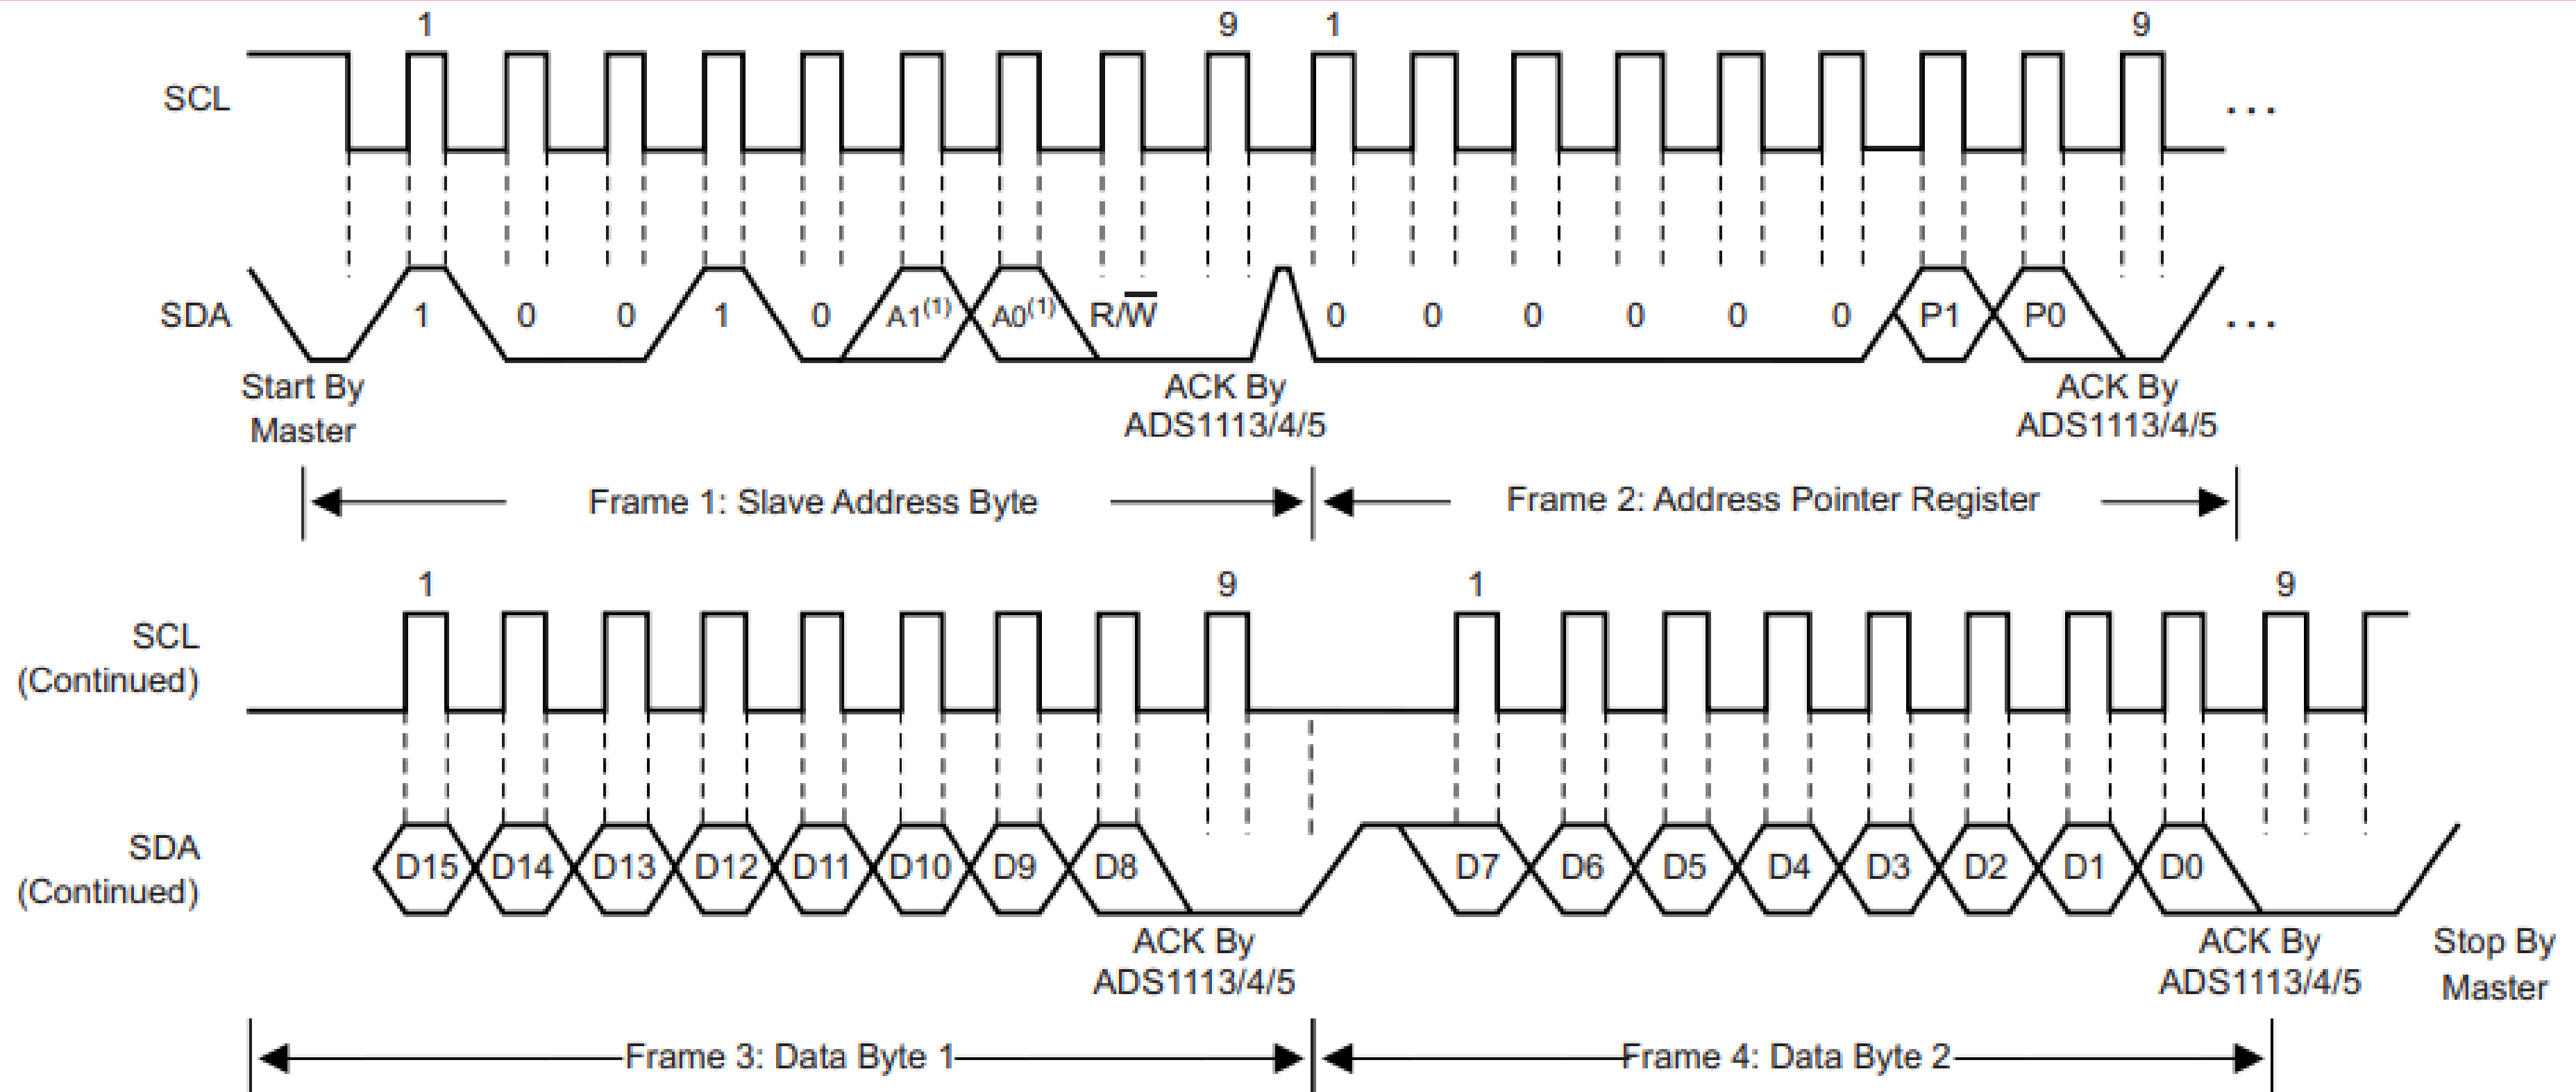 1 9 1 9
SCL ...
SDA 1 0 0 1 0 A1(1) A0(1) R/W̅ 0 0 0 0 0 0 P1 P0 ...
Start By ACK By ACK By
Master ADS1113/4/5 ADS1113/4/5
Frame 1: Slave Address Byte Frame 2: Address Pointer Register
1 9 1 9
SCL
(Continued)
SDA
(Continued)
D15 D14 D13 D12 D11 D10 D9 D8 D7 D6 D5 D4 D3 D2 D1 D0
ACK By ACK By Stop By
ADS1113/4/5 ADS1113/4/5 Master
Frame 3: Data Byte 1 Frame 4: Data Byte 2